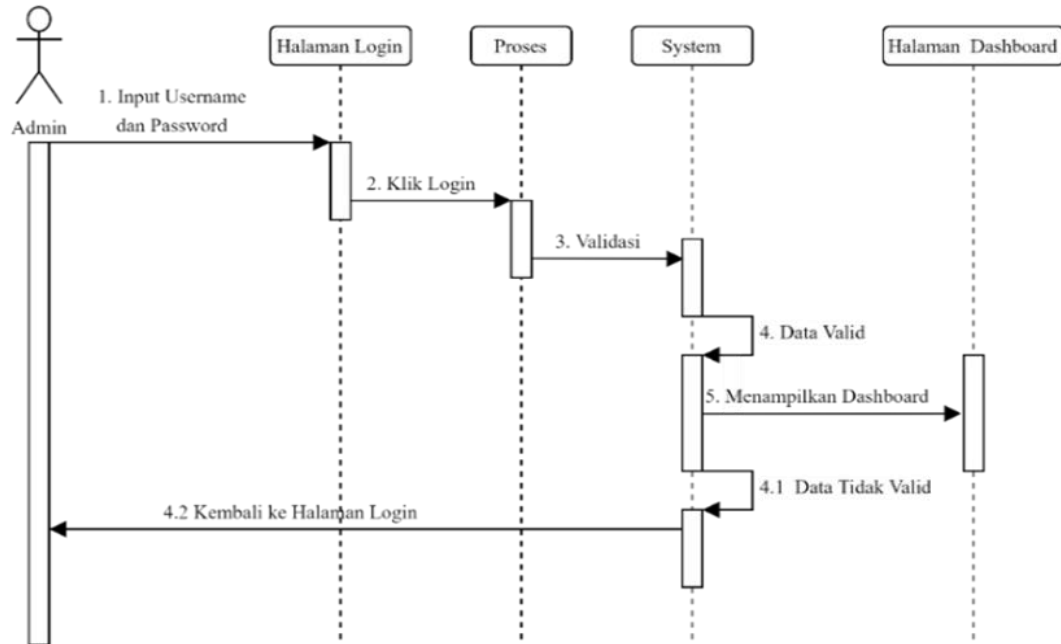 Halaman Login
Proses
System
Halaman Dashboard
Admin
1. Input Username
dan Password
2. Klik Login
3. Validasi
4. Data Valid
5. Menampilkan Dashboard
4.1 Data Tidak Valid
4.2 Kembali ke Halaman Login